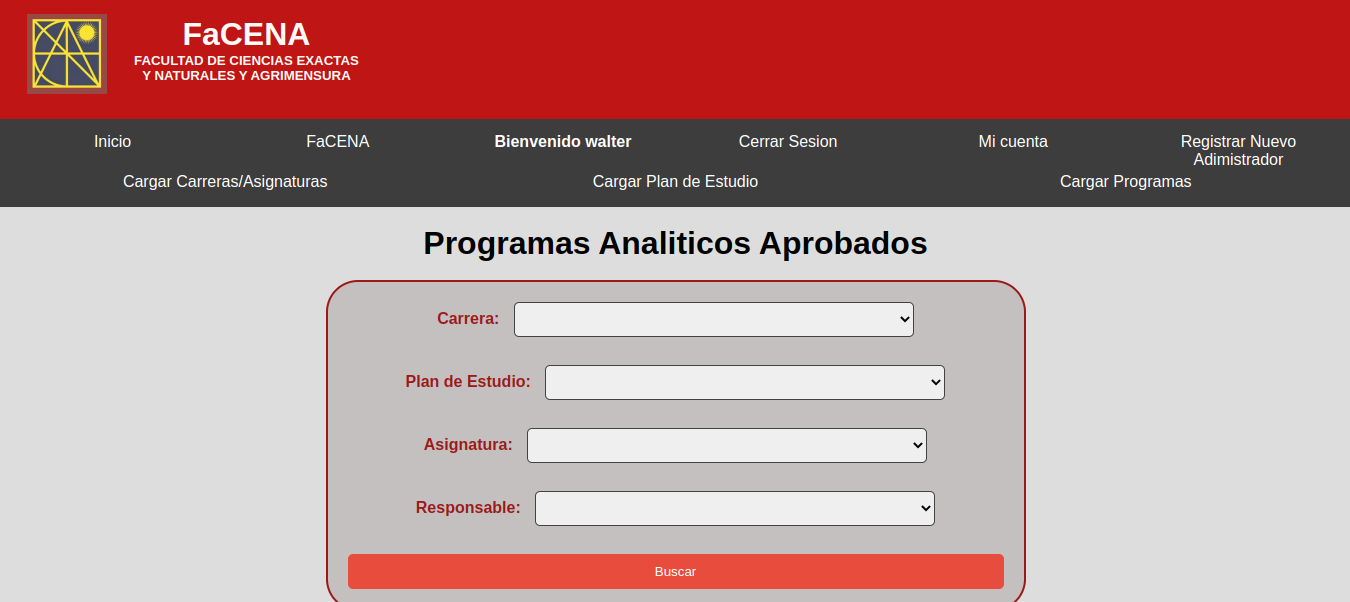 FaCENA
FACULTAD DE CIENCIAS EXACTAS
Y NATURALES Y AGRIMENSURA
Inicio
FaCENA
Bienvenido walter
Cerrar Sesion
Mi cuenta
Registrar Nuevo
Adimistrador
Cargar Carreras/Asignaturas
Cargar Plan de Estudio
Cargar Programas
Programas Analiticos Aprobados
Carrera:
Plan de Estudio:
Asignatura:
Responsable:
Buscar